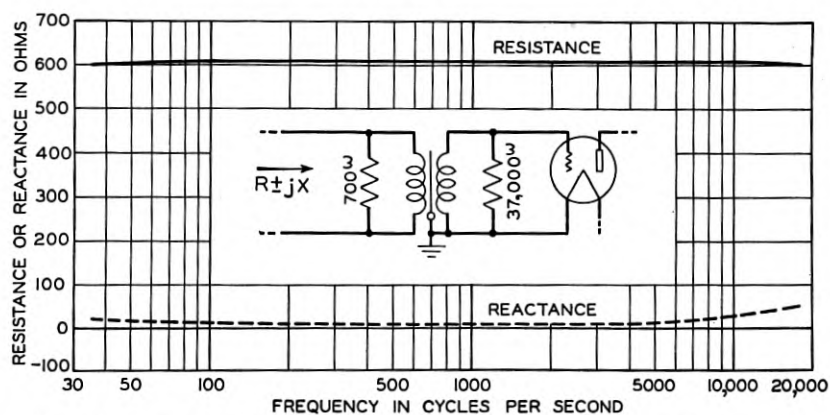 RESISTANCE OR REACTANCE IN OHMS
700
600
500
400
300
200
100
0
-100
RESISTANCE
R±jX
700ω
37,000ω
REACTANCE
30 50 100 500 1000 5000 10,000 20,000
FREQUENCY IN CYCLES PER SECOND